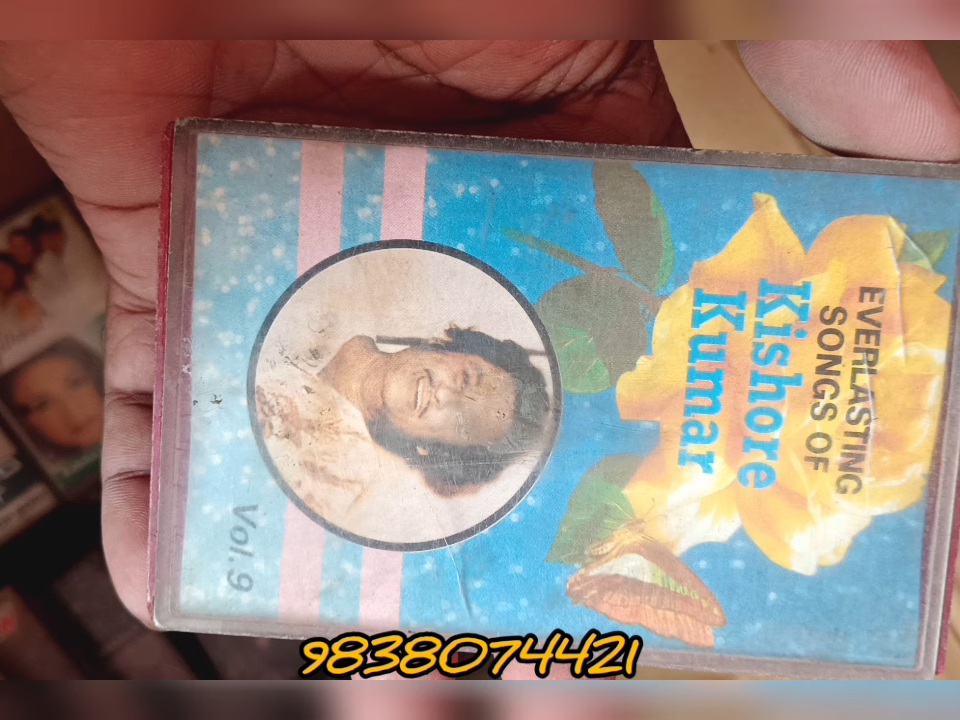 EVERLASTING
SONGS OF
Kishore
Kumar
Vol.9
9838074421